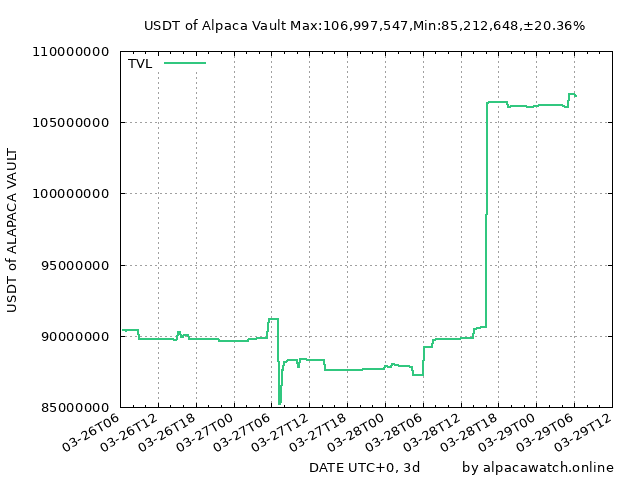 USDT of Alpaca Vault Max:106,997,547,Min:85,212,648,±20.36%
TVL
110000000
105000000
100000000
95000000
90000000
85000000
USDT of ALAPACA VAULT
03-26T06
03-26T12
03-26T18
03-27T00
03-27T06
03-27T12
03-27T18
03-28T00
03-28T06
03-28T12
03-28T18
03-29T00
03-29T06
03-29T12
DATE UTC+0, 3d
by alpacawatch.online